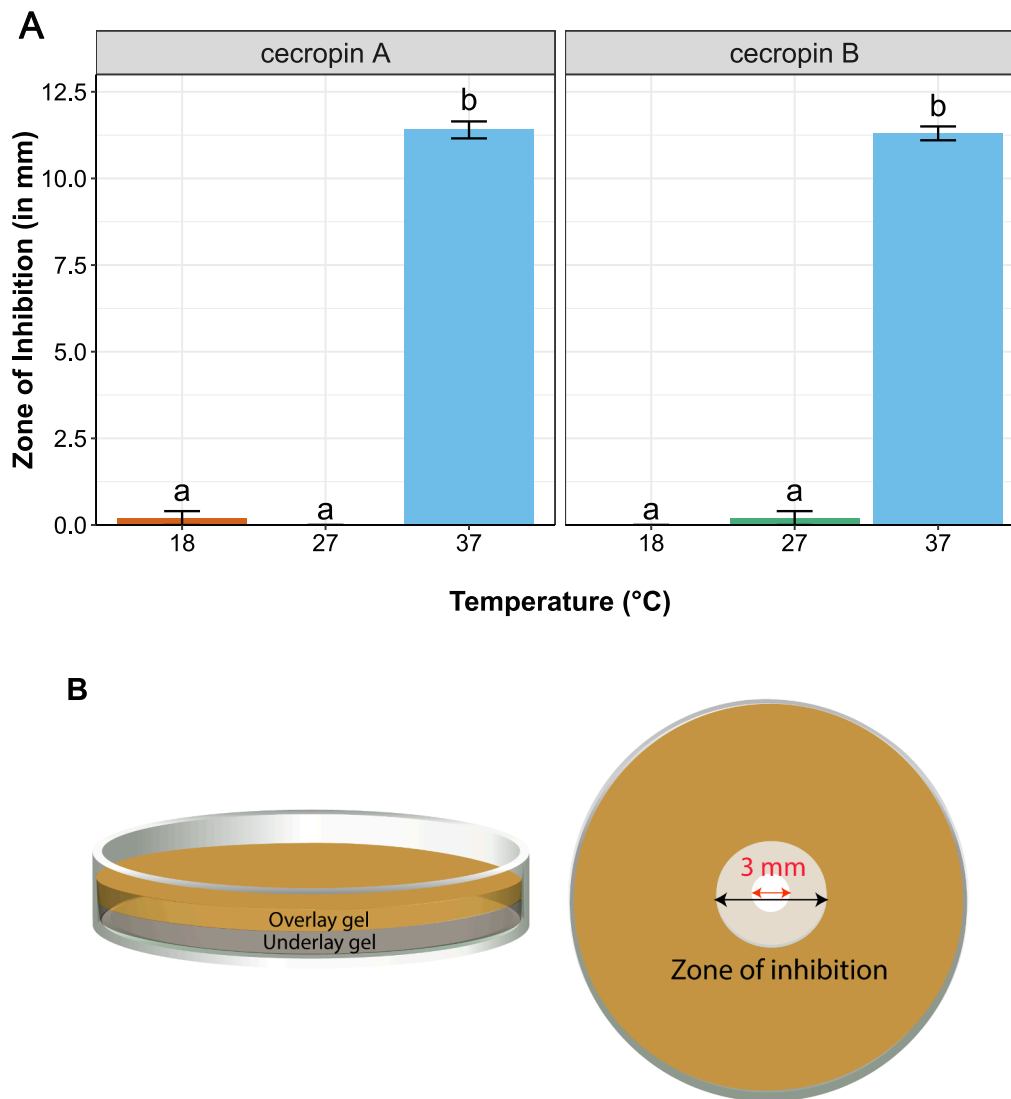 A
cecropin A
cecropin B
Zone of Inhibition (in mm)
12.5
10.0
7.5
5.0
2.5
0.0
a
a
b
a
a
b
18
27
37
18
27
37
Temperature (°C)
B
Overlay gel
Underlay gel
3 mm
Zone of inhibition